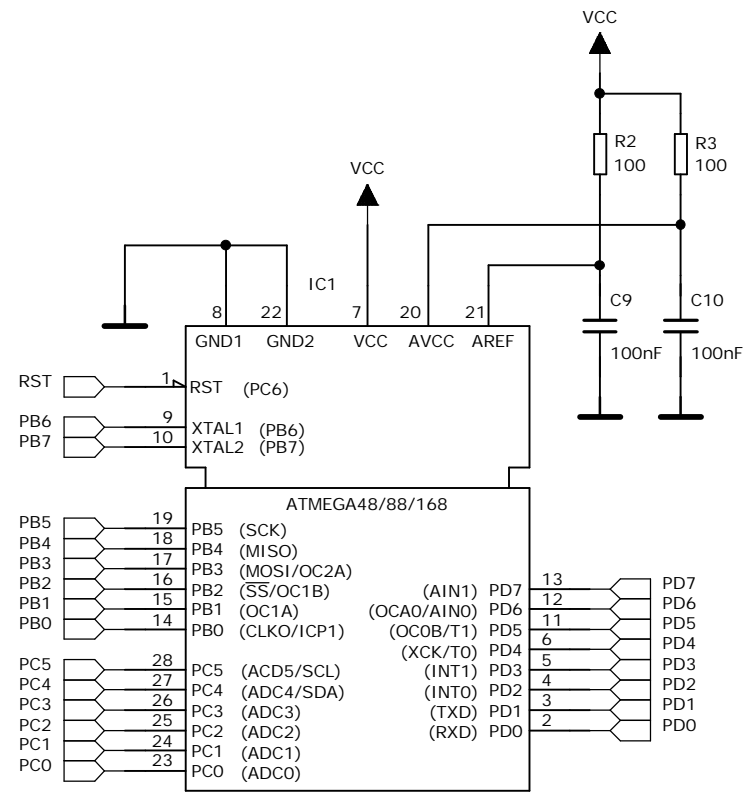 VCC
R2
100
R3
100
VCC
IC1
8
22
7
20
21
C9
100nF
C10
100nF
GND1 GND2 VCC AVCC AREF
RST 1 RST (PC6)
PB6 9 XTAL1 (PB6)
PB7 10 XTAL2 (PB7)
ATMEGA48/88/168
PB5 19 PB5 (SCK)
PB4 18 PB4 (MISO)
PB3 17 PB3 (MOSI/OC2A)
PB2 16 PB2 (SS/OC1B)
PB1 15 PB1 (OC1A)
PB0 14 PB0 (CLKO/ICP1)
PC5 28 PC5 (ACD5/SCL)
PC4 27 PC4 (ADC4/SDA)
PC3 26 PC3 (ADC3)
PC2 25 PC2 (ADC2)
PC1 24 PC1 (ADC1)
PC0 23 PC0 (ADC0)
(AIN1) PD7 13 PD7
(OCA0/AIN0) PD6 12 PD6
(OC0B/T1) PD5 11 PD5
(XCK/T0) PD4 6 PD4
(INT1) PD3 5 PD3
(INT0) PD2 4 PD2
(TXD) PD1 3 PD1
(RXD) PD0 2 PD0